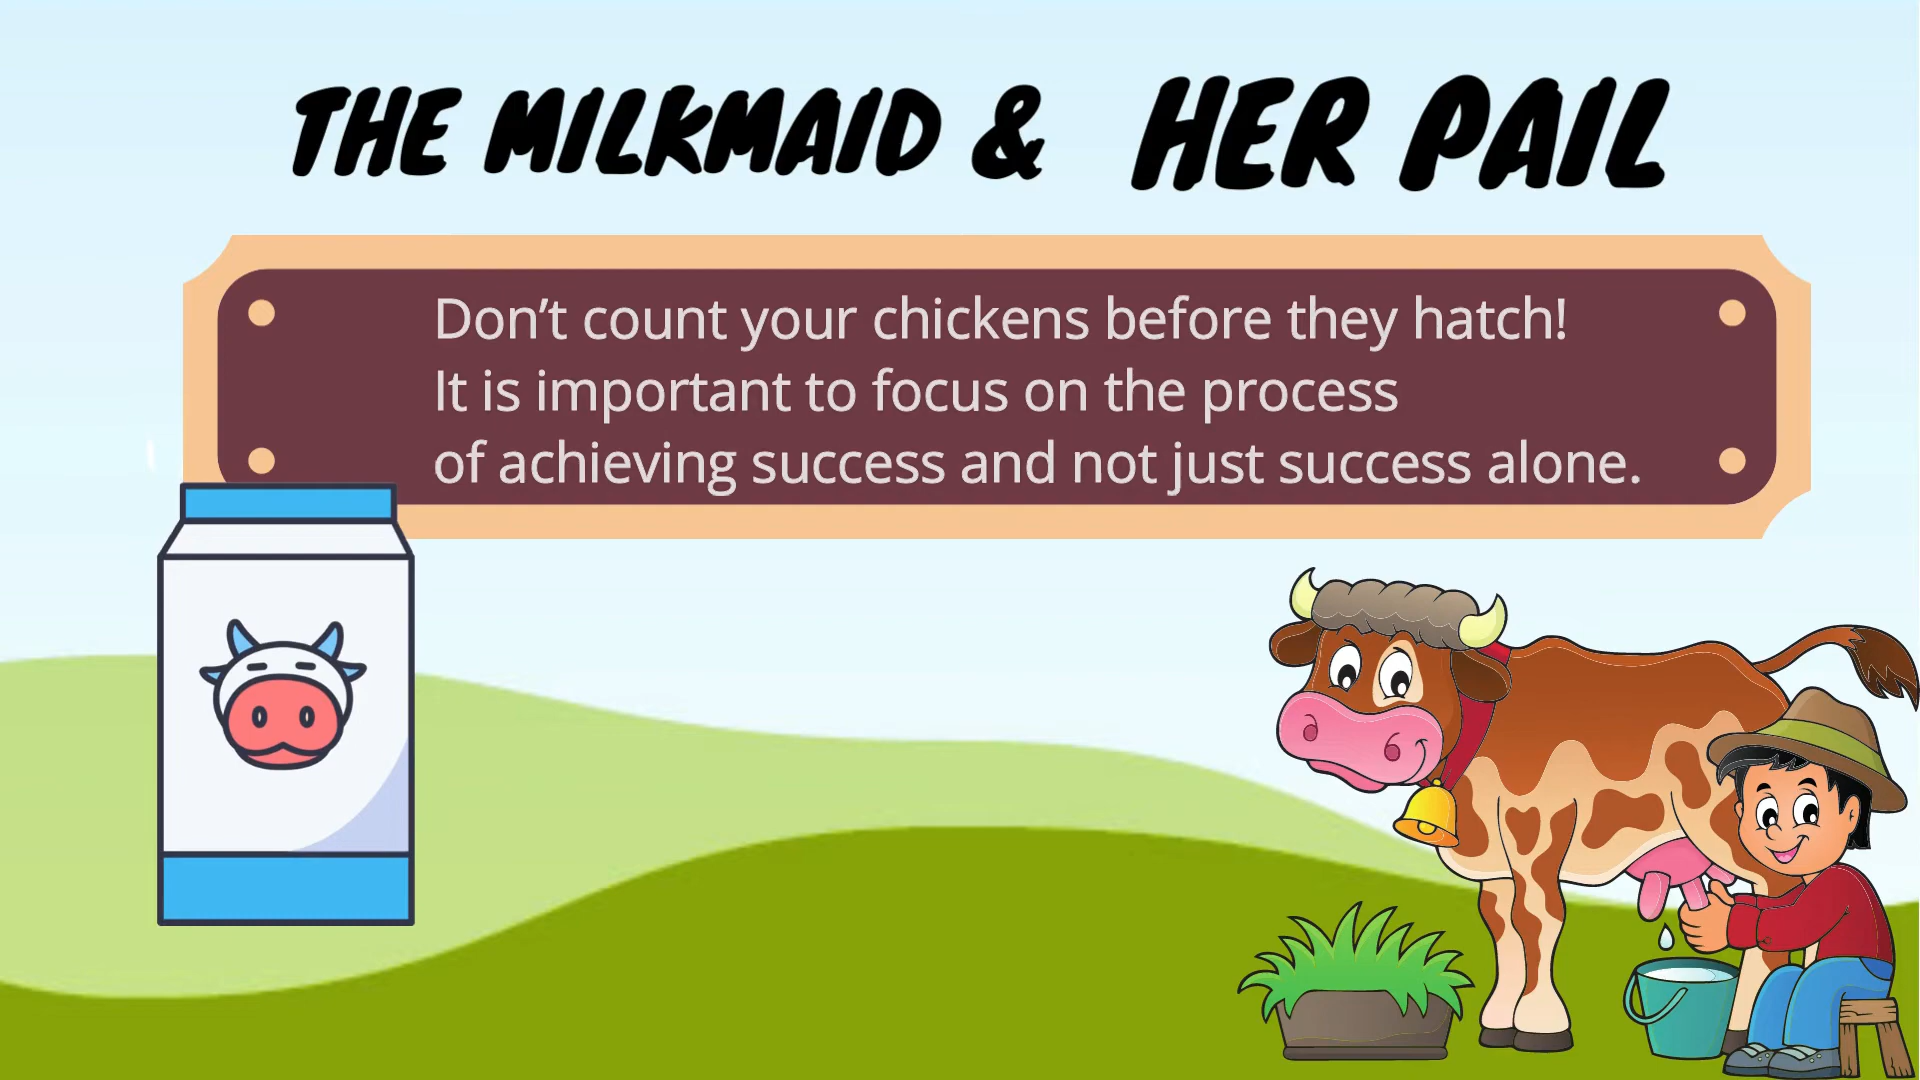 THE MILKMAID & HER PAIL
Don’t count your chickens before they hatch!
It is important to focus on the process
of achieving success and not just success alone.